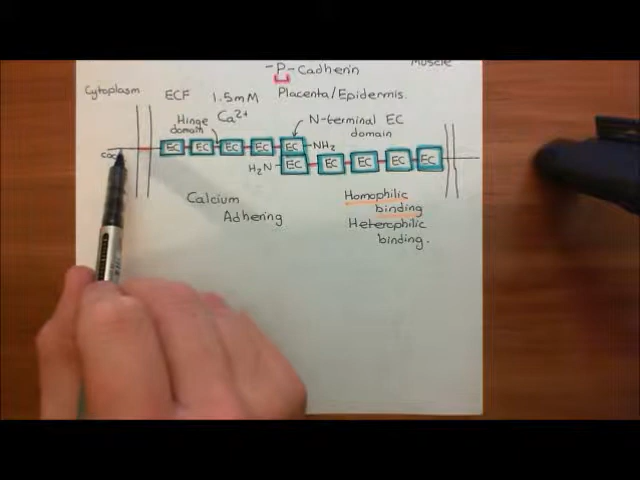 -P-Cadherin
Muscle
Cytoplasm
ECF
1.5mM
Ca2+
Placenta/Epidermis.
Hinge
domain
N-terminal EC
domain
EC EC EC EC EC -NH2
H2N- EC EC EC EC EC
Calcium
Adhering
Homophilic
binding
Heterophilic
binding.